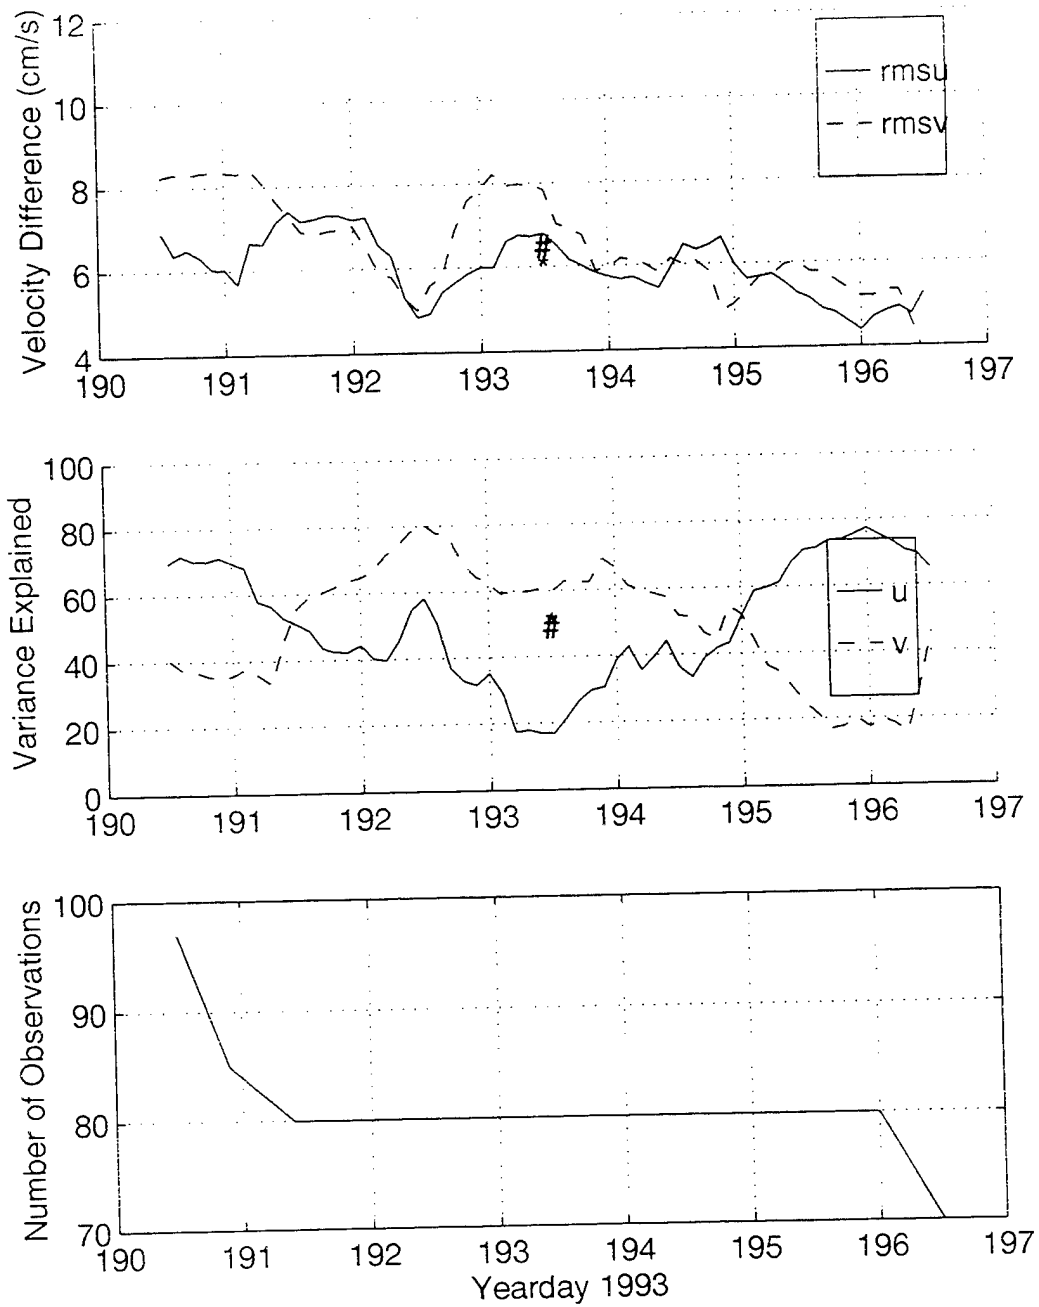 12
10
8
6
4
Velocity Difference (cm/s)
rmsu
rmsv
#
190 191 192 193 194 195 196 197
100
80
60
40
20
0
Variance Explained
u
v
#
190 191 192 193 194 195 196 197
100
90
80
70
Number of Observations
190 191 192 193 194 195 196 197
Yearday 1993